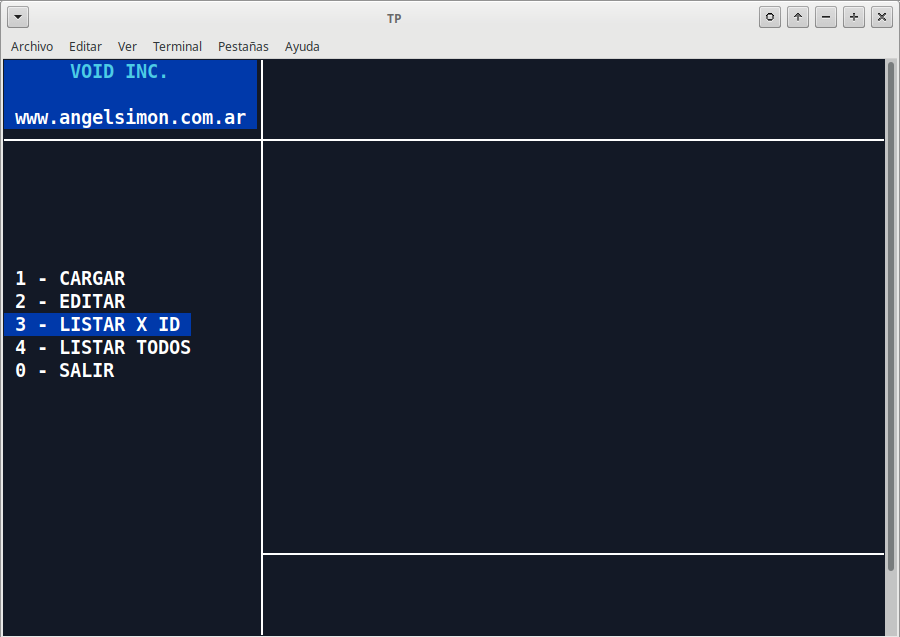 TP
Archivo Editar Ver Terminal Pestañas Ayuda
VOID INC.
www.angelsimon.com.ar
1 - CARGAR
2 - EDITAR
3 - LISTAR X ID
4 - LISTAR TODOS
0 - SALIR